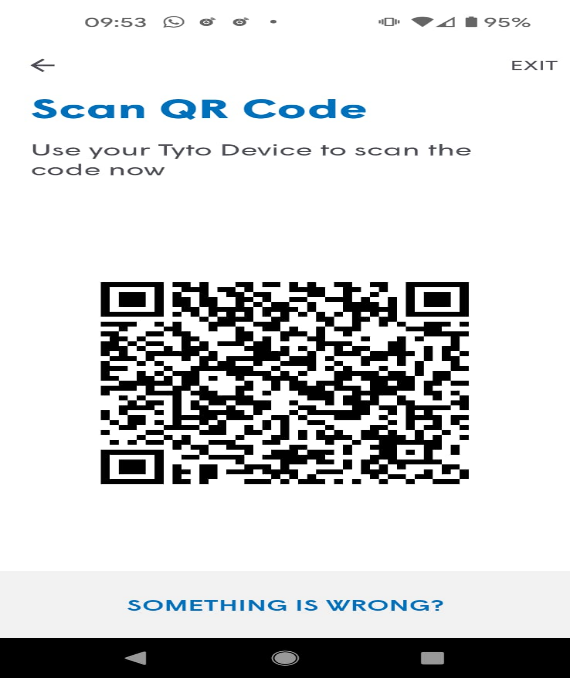 09:53
95%
EXIT
Scan QR Code
Use your Tyto Device to scan the
code now
SOMETHING IS WRONG?